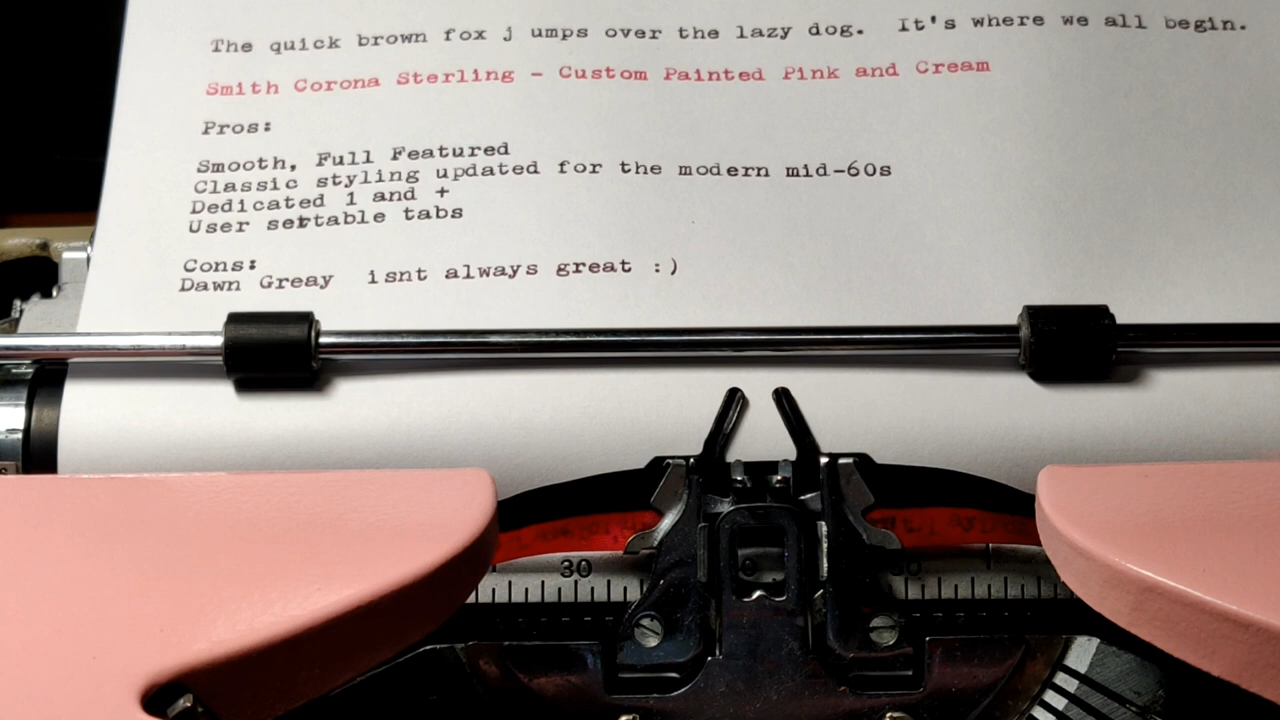 The quick brown fox j umps over the lazy dog.  It's where we all begin.
Smith Corona Sterling - Custom Painted Pink and Cream
Pros:
Smooth, Full Featured
Classic styling updated for the modern mid-60s
Dedicated 1 and +
User settable tabs
Cons:
Dawn Greay  isnt always great :)
30